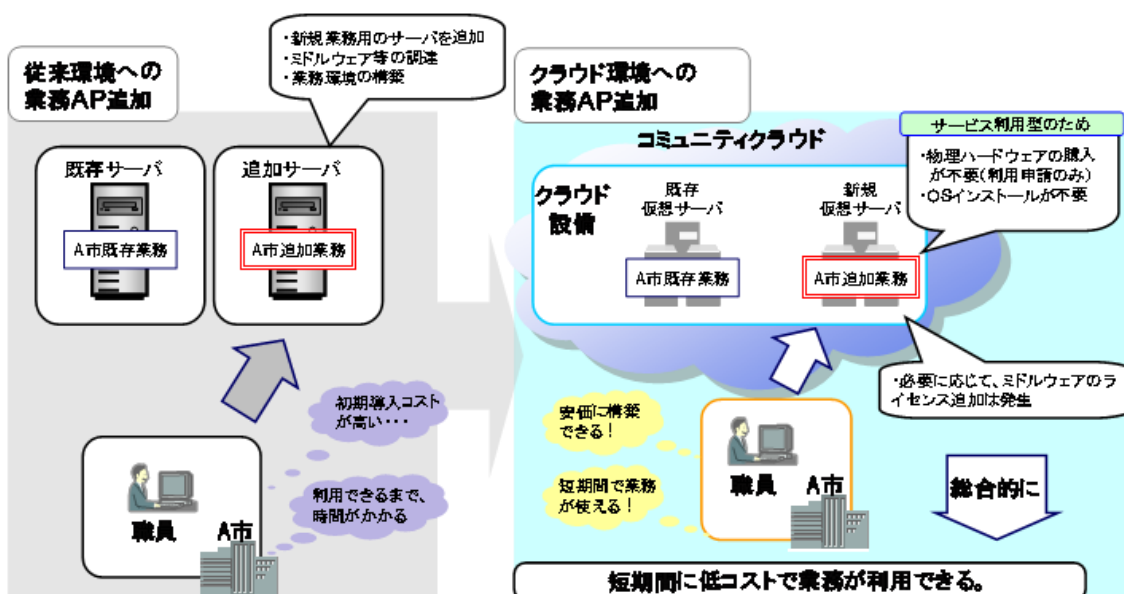 ・新規業務用のサーバを追加
・ミドルウェア等の調達
・業務環境の構築
従来環境への
業務AP追加
既存サーバ
追加サーバ
A市既存業務
A市追加業務
初期導入コスト
が高い・・・
利用できるまで、
時間がかかる
職員
A市
クラウド環境への
業務AP追加
コミュニティクラウド
サービス利用型のため
・物理ハードウェアの購入
が不要(利用申請のみ)
・OSインストールが不要
クラウド
設備
既存
仮想サーバ
新規
仮想サーバ
A市既存業務
A市追加業務
・必要に応じて、ミドルウェアのラ
イセンス追加は発生
安価に構築
できる！
短期間で業務
が使える！
職員
A市
総合的に
短期間に低コストで業務が利用できる。